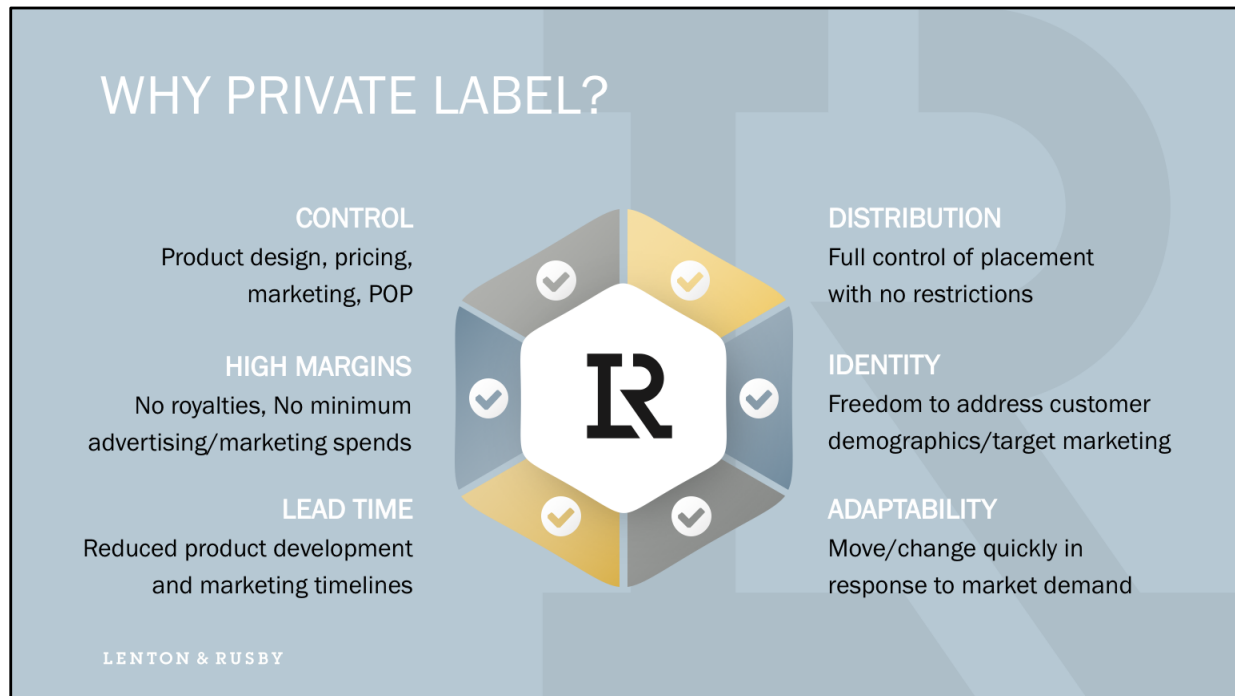 WHY PRIVATE LABEL?
CONTROL
Product design, pricing,
marketing, POP
HIGH MARGINS
No royalties, No minimum
advertising/marketing spends
LEAD TIME
Reduced product development
and marketing timelines
DISTRIBUTION
Full control of placement
with no restrictions
IDENTITY
Freedom to address customer
demographics/target marketing
ADAPTABILITY
Move/change quickly in
response to market demand
LR
LENTON & RUSBY